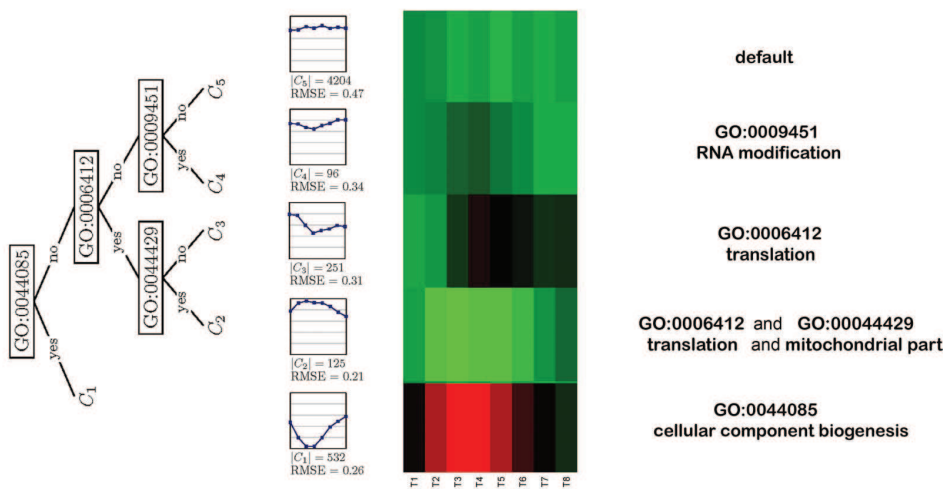 GO:0044085
yes
no
C1
GO:0006412
yes
no
GO:0044429
yes
no
GO:0009451
yes
no
C2
C3
C4
C5
|C5| = 4204
RMSE = 0.47
|C4| = 96
RMSE = 0.34
|C3| = 251
RMSE = 0.31
|C2| = 125
RMSE = 0.21
|C1| = 532
RMSE = 0.26
T1 T2 T3 T4 T5 T6 T7 T8
default
GO:0009451
RNA modification
GO:0006412
translation
GO:0006412 and GO:00044429
translation and mitochondrial part
GO:0044085
cellular component biogenesis